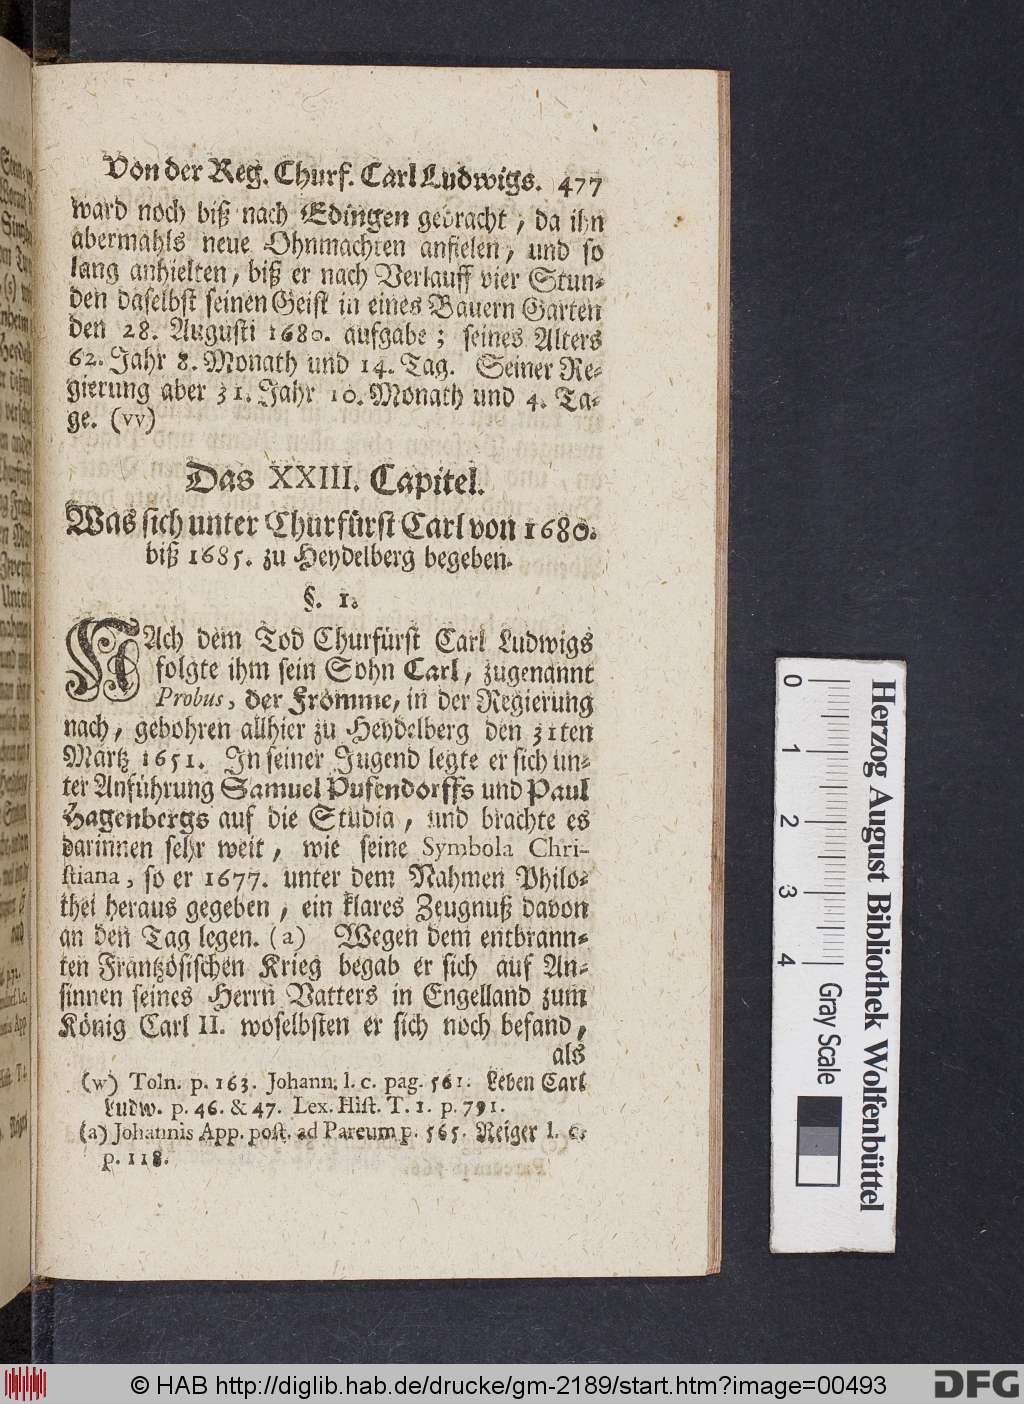 Von der Reg. Churf. Carl Ludwigs. 477
ward noch biß nach Edingen gebracht, da ihn
abermahls neue Ohnmachten anfielen, und so
lang anhielten, biß er nach Verlauff vier Stun-
den daselbst seinen Geist in eines Bauern Garten
den 28. Augusti 1680. aufgabe; seines Alters
62. Jahr 8. Monath und 14. Tag. Seiner Re-
gierung aber 31. Jahr 10. Monath und 4. Ta-
ge. (vv)
Das XXIII. Capitel.
Was sich unter Churfürst Carl von 1680.
biß 1685. zu Heydelberg begeben.
§. 1.
NAch dem Tod Churfürst Carl Ludwigs
folgte ihm sein Sohn Carl, zugenannt
Probus, der Fromme, in der Regierung
nach, gebohren allhier zu Heydelberg den 31ten
Martz 1651. In seiner Jugend legte er sich un-
ter Anführung Samuel Pufendorffs und Paul
Hagenbergs auf die Studia, und brachte es
darinnen sehr weit, wie seine Symbola Chri-
stiana, so er 1677. unter dem Nahmen Philo-
thei heraus gegeben, ein klares Zeugnuß davon
an den Tag legen. (a) Wegen dem entbrann-
ten Frantzösischen Krieg begab er sich auf An-
sinnen seines Herrn Vatters in Engelland zum
König Carl II. woselbsten er sich noch befand,
als
(w) Toln. p. 163. Johann. l. c. pag. 561. Leben Carl
Ludw. p. 46. & 47. Lex. Hist. T. 1. p. 791.
(a) Johannis App. post. ad Pareum p. 565. Reiger l. c.
p. 118.
0 1 2 3 4
Gray Scale
Herzog August Bibliothek Wolfenbüttel
© HAB http://diglib.hab.de/drucke/gm-2189/start.htm?image=00493
DFG